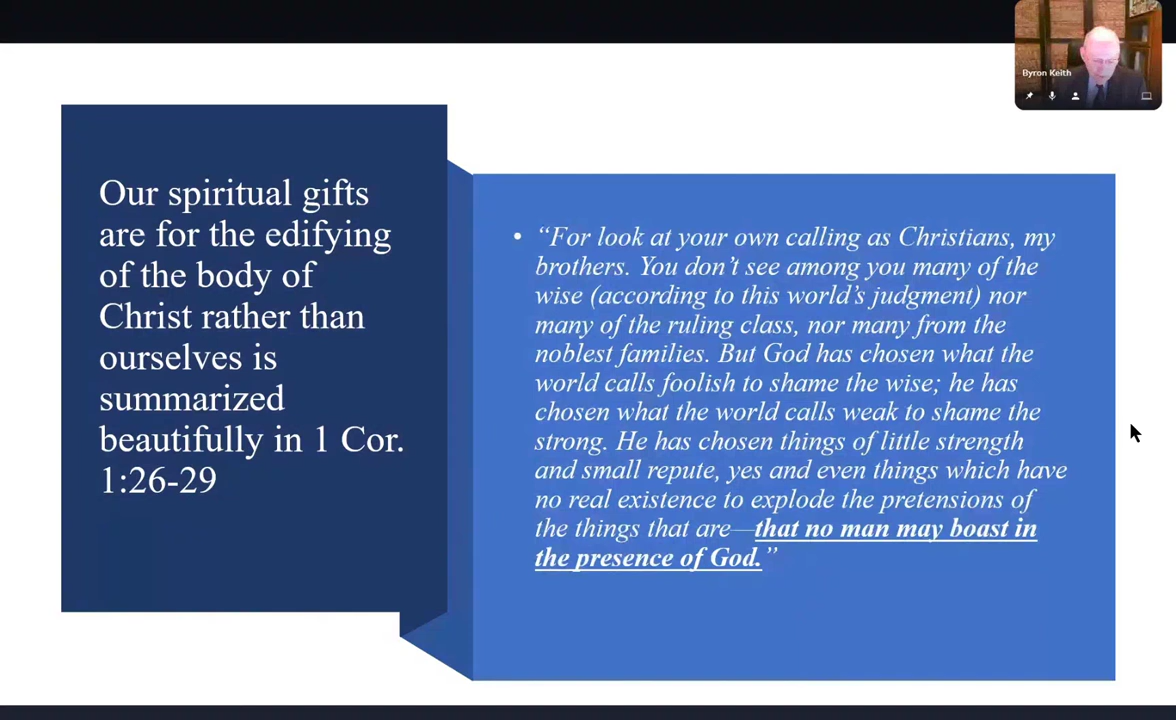 Byron Keith
Our spiritual gifts
are for the edifying
of the body of
Christ rather than
ourselves is
summarized
beautifully in 1 Cor.
1:26-29
• “For look at your own calling as Christians, my
brothers. You don’t see among you many of the
wise (according to this world’s judgment) nor
many of the ruling class, nor many from the
noblest families. But God has chosen what the
world calls foolish to shame the wise; he has
chosen what the world calls weak to shame the
strong. He has chosen things of little strength
and small repute, yes and even things which have
no real existence to explode the pretensions of
the things that are—that no man may boast in
the presence of God.”